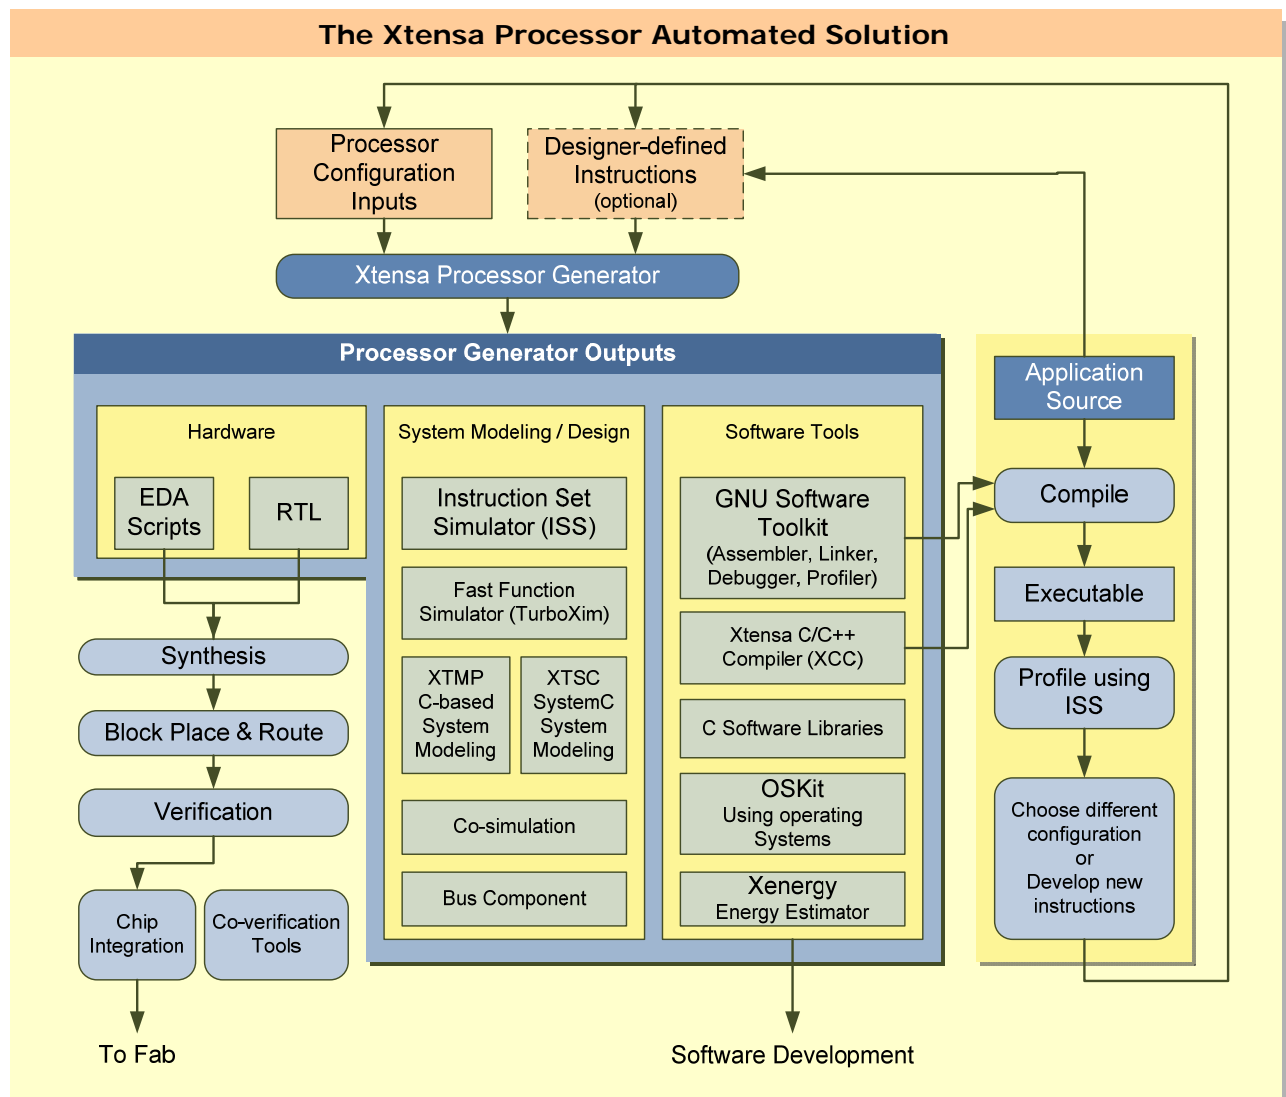 The Xtensa Processor Automated Solution
Processor
Configuration
Inputs
Designer-defined
Instructions
(optional)
Xtensa Processor Generator
Processor Generator Outputs
Hardware
EDA
Scripts
RTL
System Modeling / Design
Instruction Set
Simulator (ISS)
Fast Function
Simulator (TurboXim)
XTMP
C-based
System
Modeling
XTSC
SystemC
System
Modeling
Co-simulation
Bus Component
Software Tools
GNU Software
Toolkit
(Assembler, Linker,
Debugger, Profiler)
Xtensa C/C++
Compiler (XCC)
C Software Libraries
OSKit
Using operating
Systems
Xenergy
Energy Estimator
Application
Source
Compile
Executable
Profile using
ISS
Choose different
configuration
or
Develop new
instructions
Synthesis
Block Place & Route
Verification
Chip
Integration
Co-verification
Tools
To Fab
Software Development